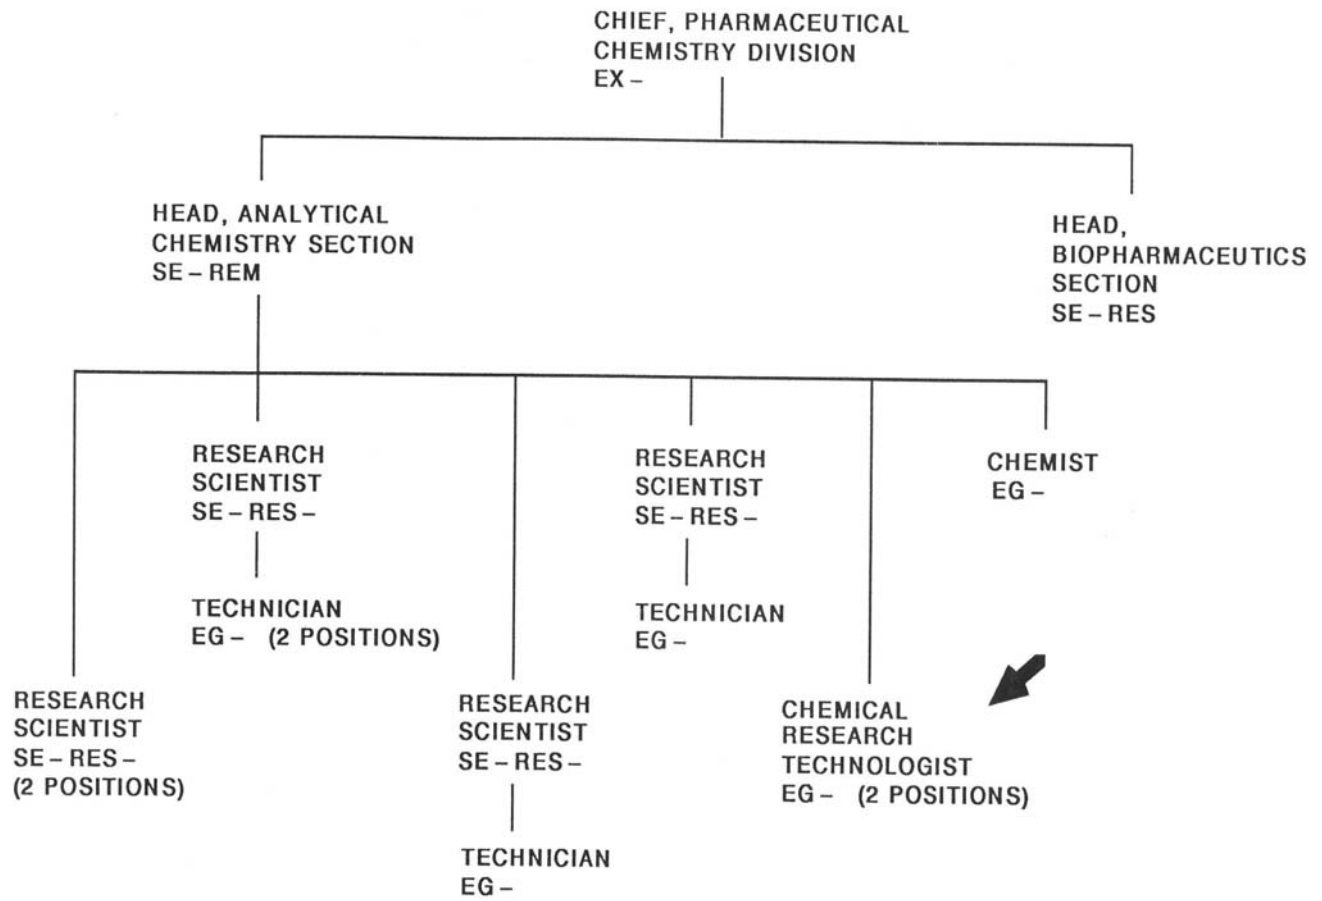 CHIEF, PHARMACEUTICAL
CHEMISTRY DIVISION
EX –
HEAD, ANALYTICAL
CHEMISTRY SECTION
SE – REM
HEAD,
BIOPHARMACEUTICS
SECTION
SE – RES
RESEARCH
SCIENTIST
SE – RES –
TECHNICIAN
EG – (2 POSITIONS)
RESEARCH
SCIENTIST
SE – RES –
TECHNICIAN
EG –
CHEMIST
EG –
RESEARCH
SCIENTIST
SE – RES –
(2 POSITIONS)
RESEARCH
SCIENTIST
SE – RES –
TECHNICIAN
EG –
CHEMICAL
RESEARCH
TECHNOLOGIST
EG – (2 POSITIONS)